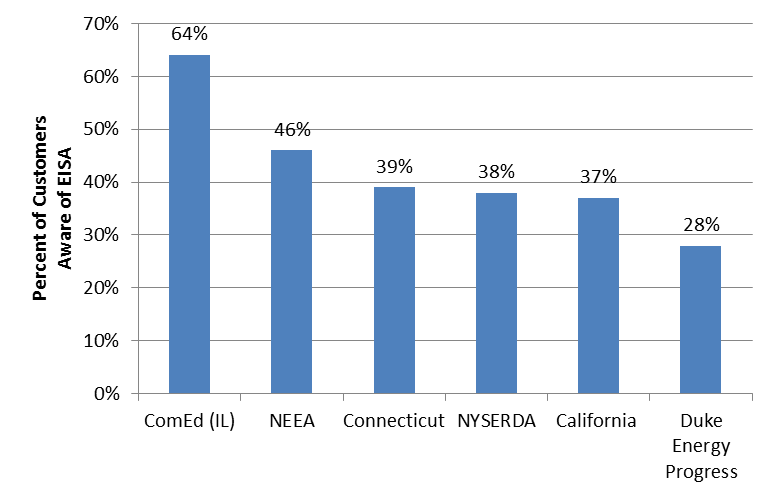 70%
60%
50%
40%
30%
20%
10%
0%
Percent of Customers
Aware of EISA
64%
46%
39%
38%
37%
28%
ComEd (IL)
NEEA
Connecticut
NYSERDA
California
Duke
Energy
Progress